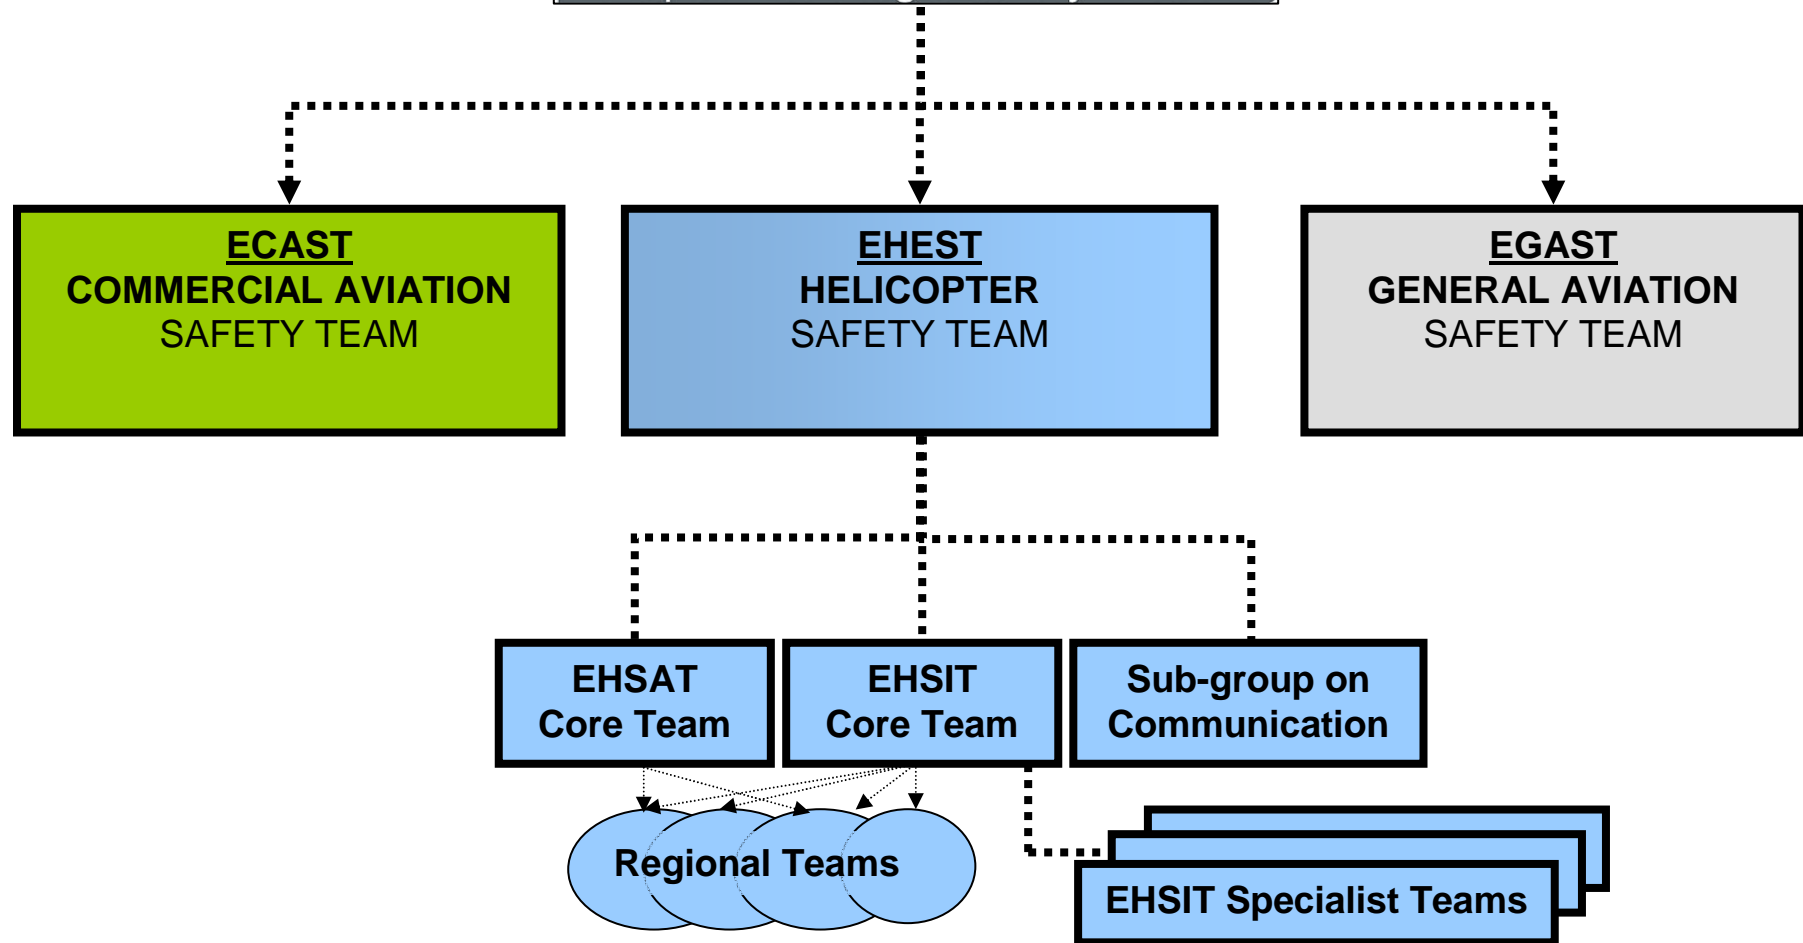 ECAST
COMMERCIAL AVIATION
SAFETY TEAM
EHEST
HELICOPTER
SAFETY TEAM
EGAST
GENERAL AVIATION
SAFETY TEAM
EHSAT
Core Team
EHSIT
Core Team
Sub-group on
Communication
Regional Teams
EHSIT Specialist Teams